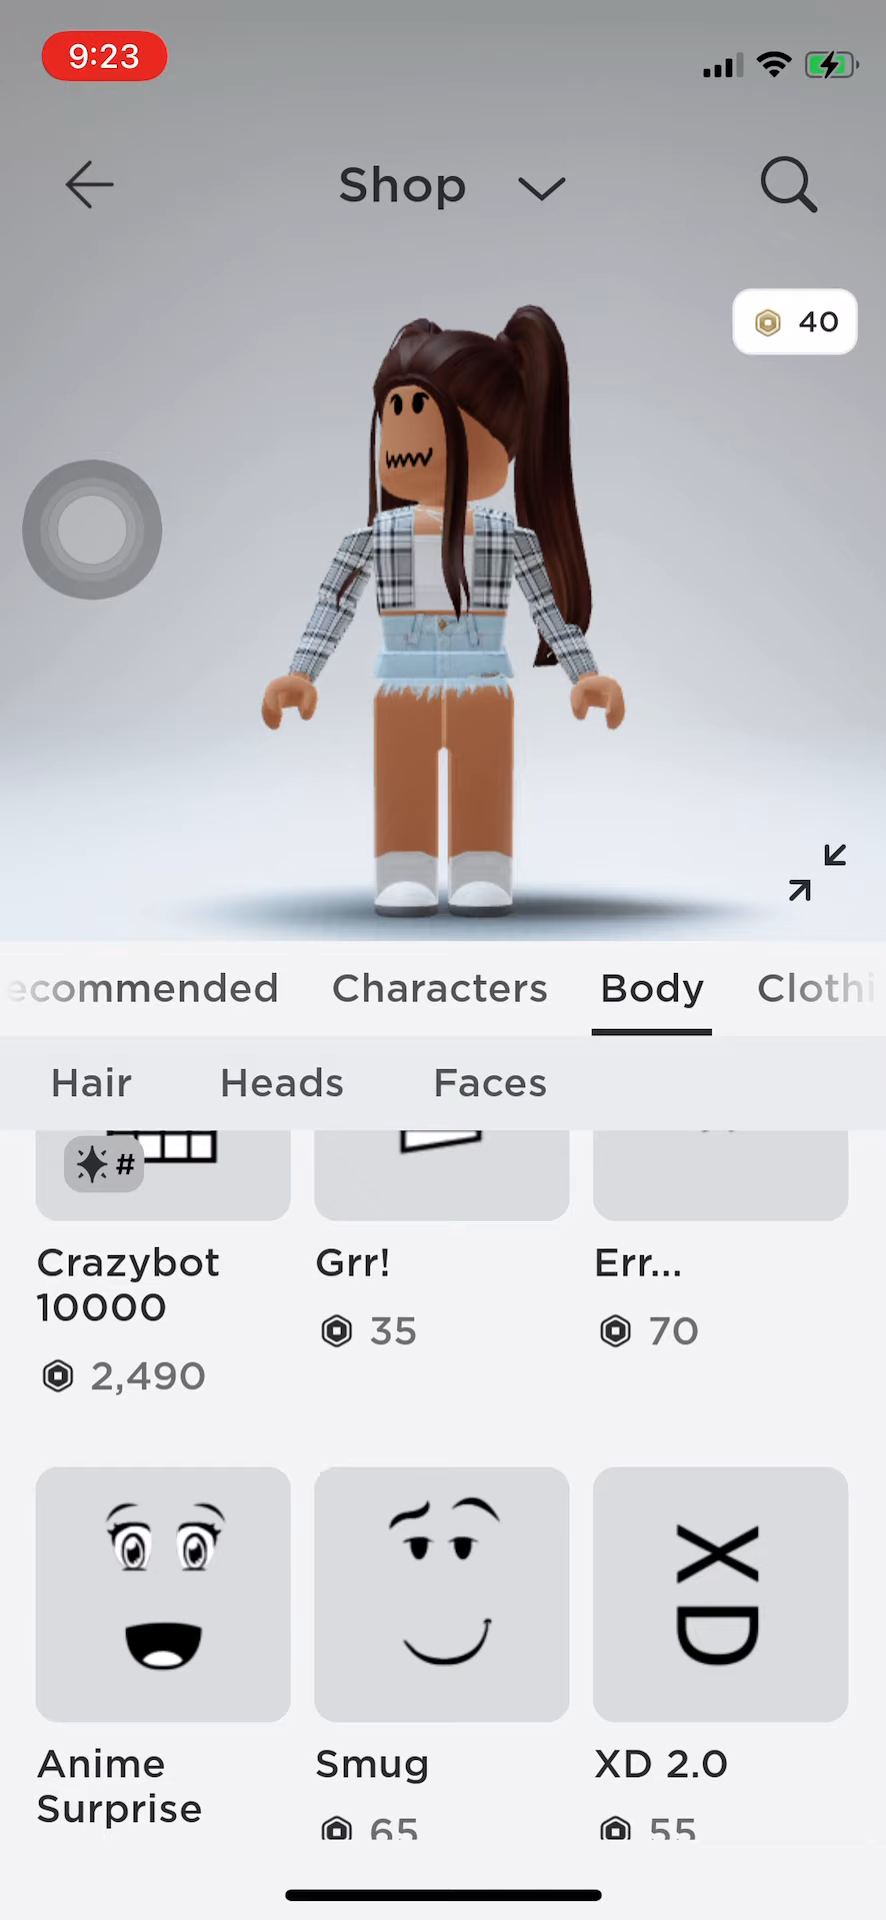 9:23
Shop
40
ecommended Characters Body Clothi
Hair Heads Faces
#
Crazybot
10000
2,490
Grr!
35
Err...
70
XD
Anime
Surprise
Smug
65
XD 2.0
55